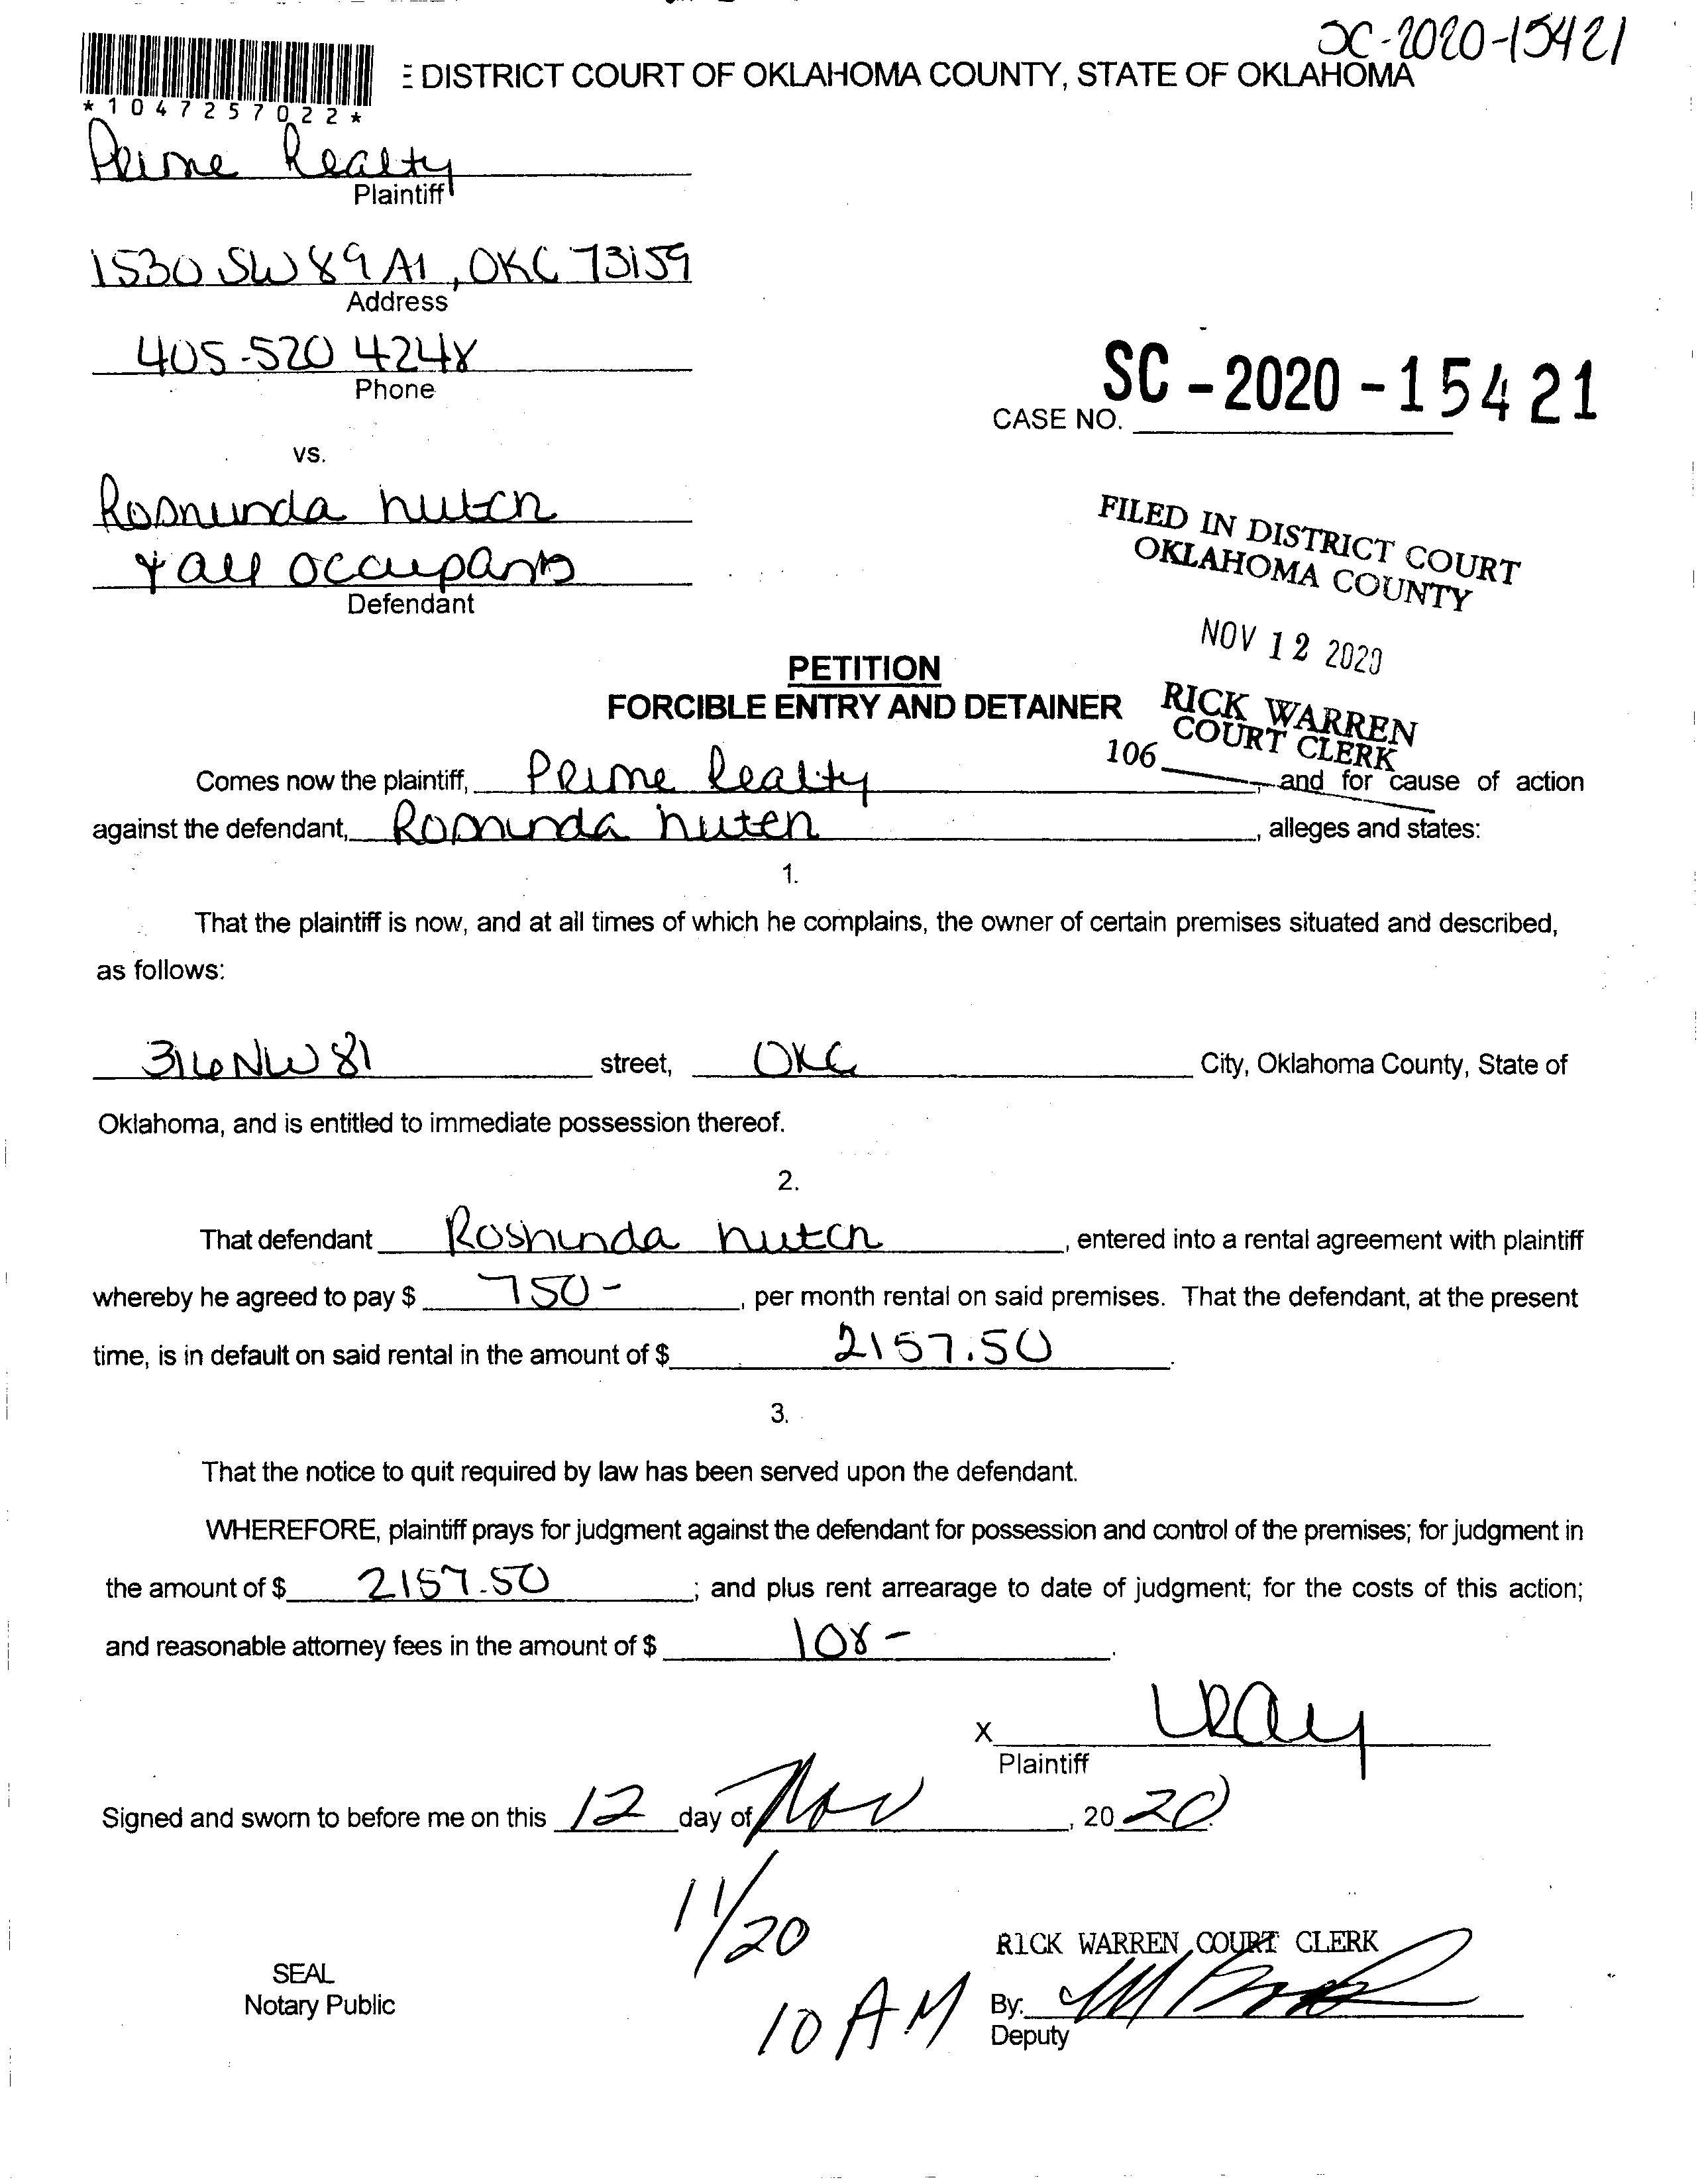 SC-2020-15421
E DISTRICT COURT OF OKLAHOMA COUNTY, STATE OF OKLAHOMA
*1047257022*
Prime Realty
Plaintiff
1530 SW 89 A1, OKC 73159
Address
405-520 4248
Phone
SC-2020-15421
CASE NO.
vs.
Roshunda hutch
& all occupants
Defendant
FILED IN DISTRICT COURT
OKLAHOMA COUNTY
NOV 12 2020
RICK WARREN
COURT CLERK
106
PETITION
FORCIBLE ENTRY AND DETAINER
Comes now the plaintiff, Prime Realty, and for cause of action
against the defendant, Roshunda hutch, alleges and states:
1.
That the plaintiff is now, and at all times of which he complains, the owner of certain premises situated and described,
as follows:
316 NW 81 street, OKC City, Oklahoma County, State of
Oklahoma, and is entitled to immediate possession thereof.
2.
That defendant Roshunda hutch, entered into a rental agreement with plaintiff
whereby he agreed to pay $ 750-, per month rental on said premises. That the defendant, at the present
time, is in default on said rental in the amount of $ 2157.50.
3.
That the notice to quit required by law has been served upon the defendant.
WHEREFORE, plaintiff prays for judgment against the defendant for possession and control of the premises; for judgment in
the amount of $ 2157.50; and plus rent arrearage to date of judgment; for the costs of this action;
and reasonable attorney fees in the amount of $ 108-.
X
Plaintiff
Signed and sworn to before me on this 12 day of Nov, 20 20.
11/20
10 AM
SEAL
Notary Public
RICK WARREN COURT CLERK
By:
Deputy